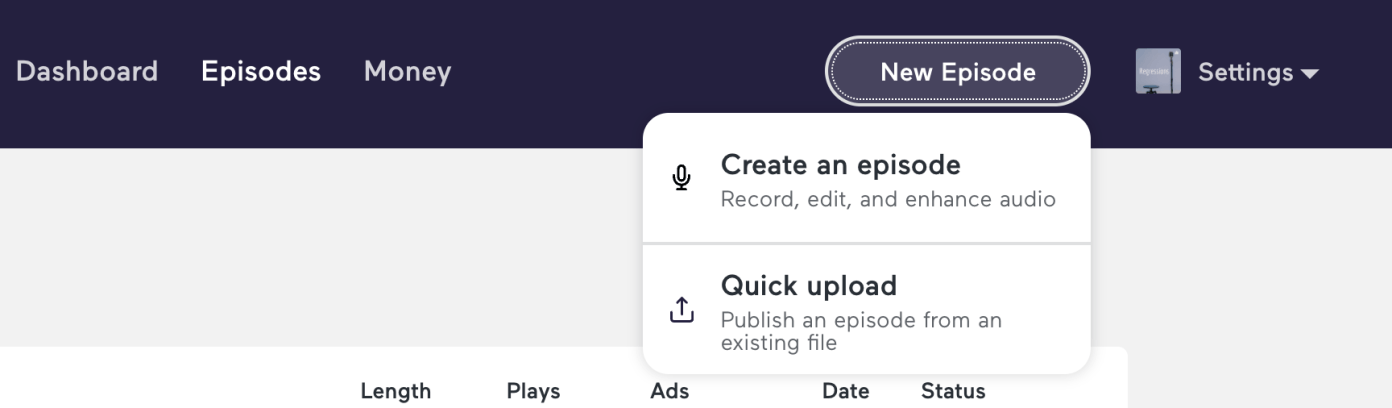 Dashboard Episodes Money New Episode Settings
Create an episode
Record, edit, and enhance audio
Quick upload
Publish an episode from an
existing file
Length Plays Ads Date Status